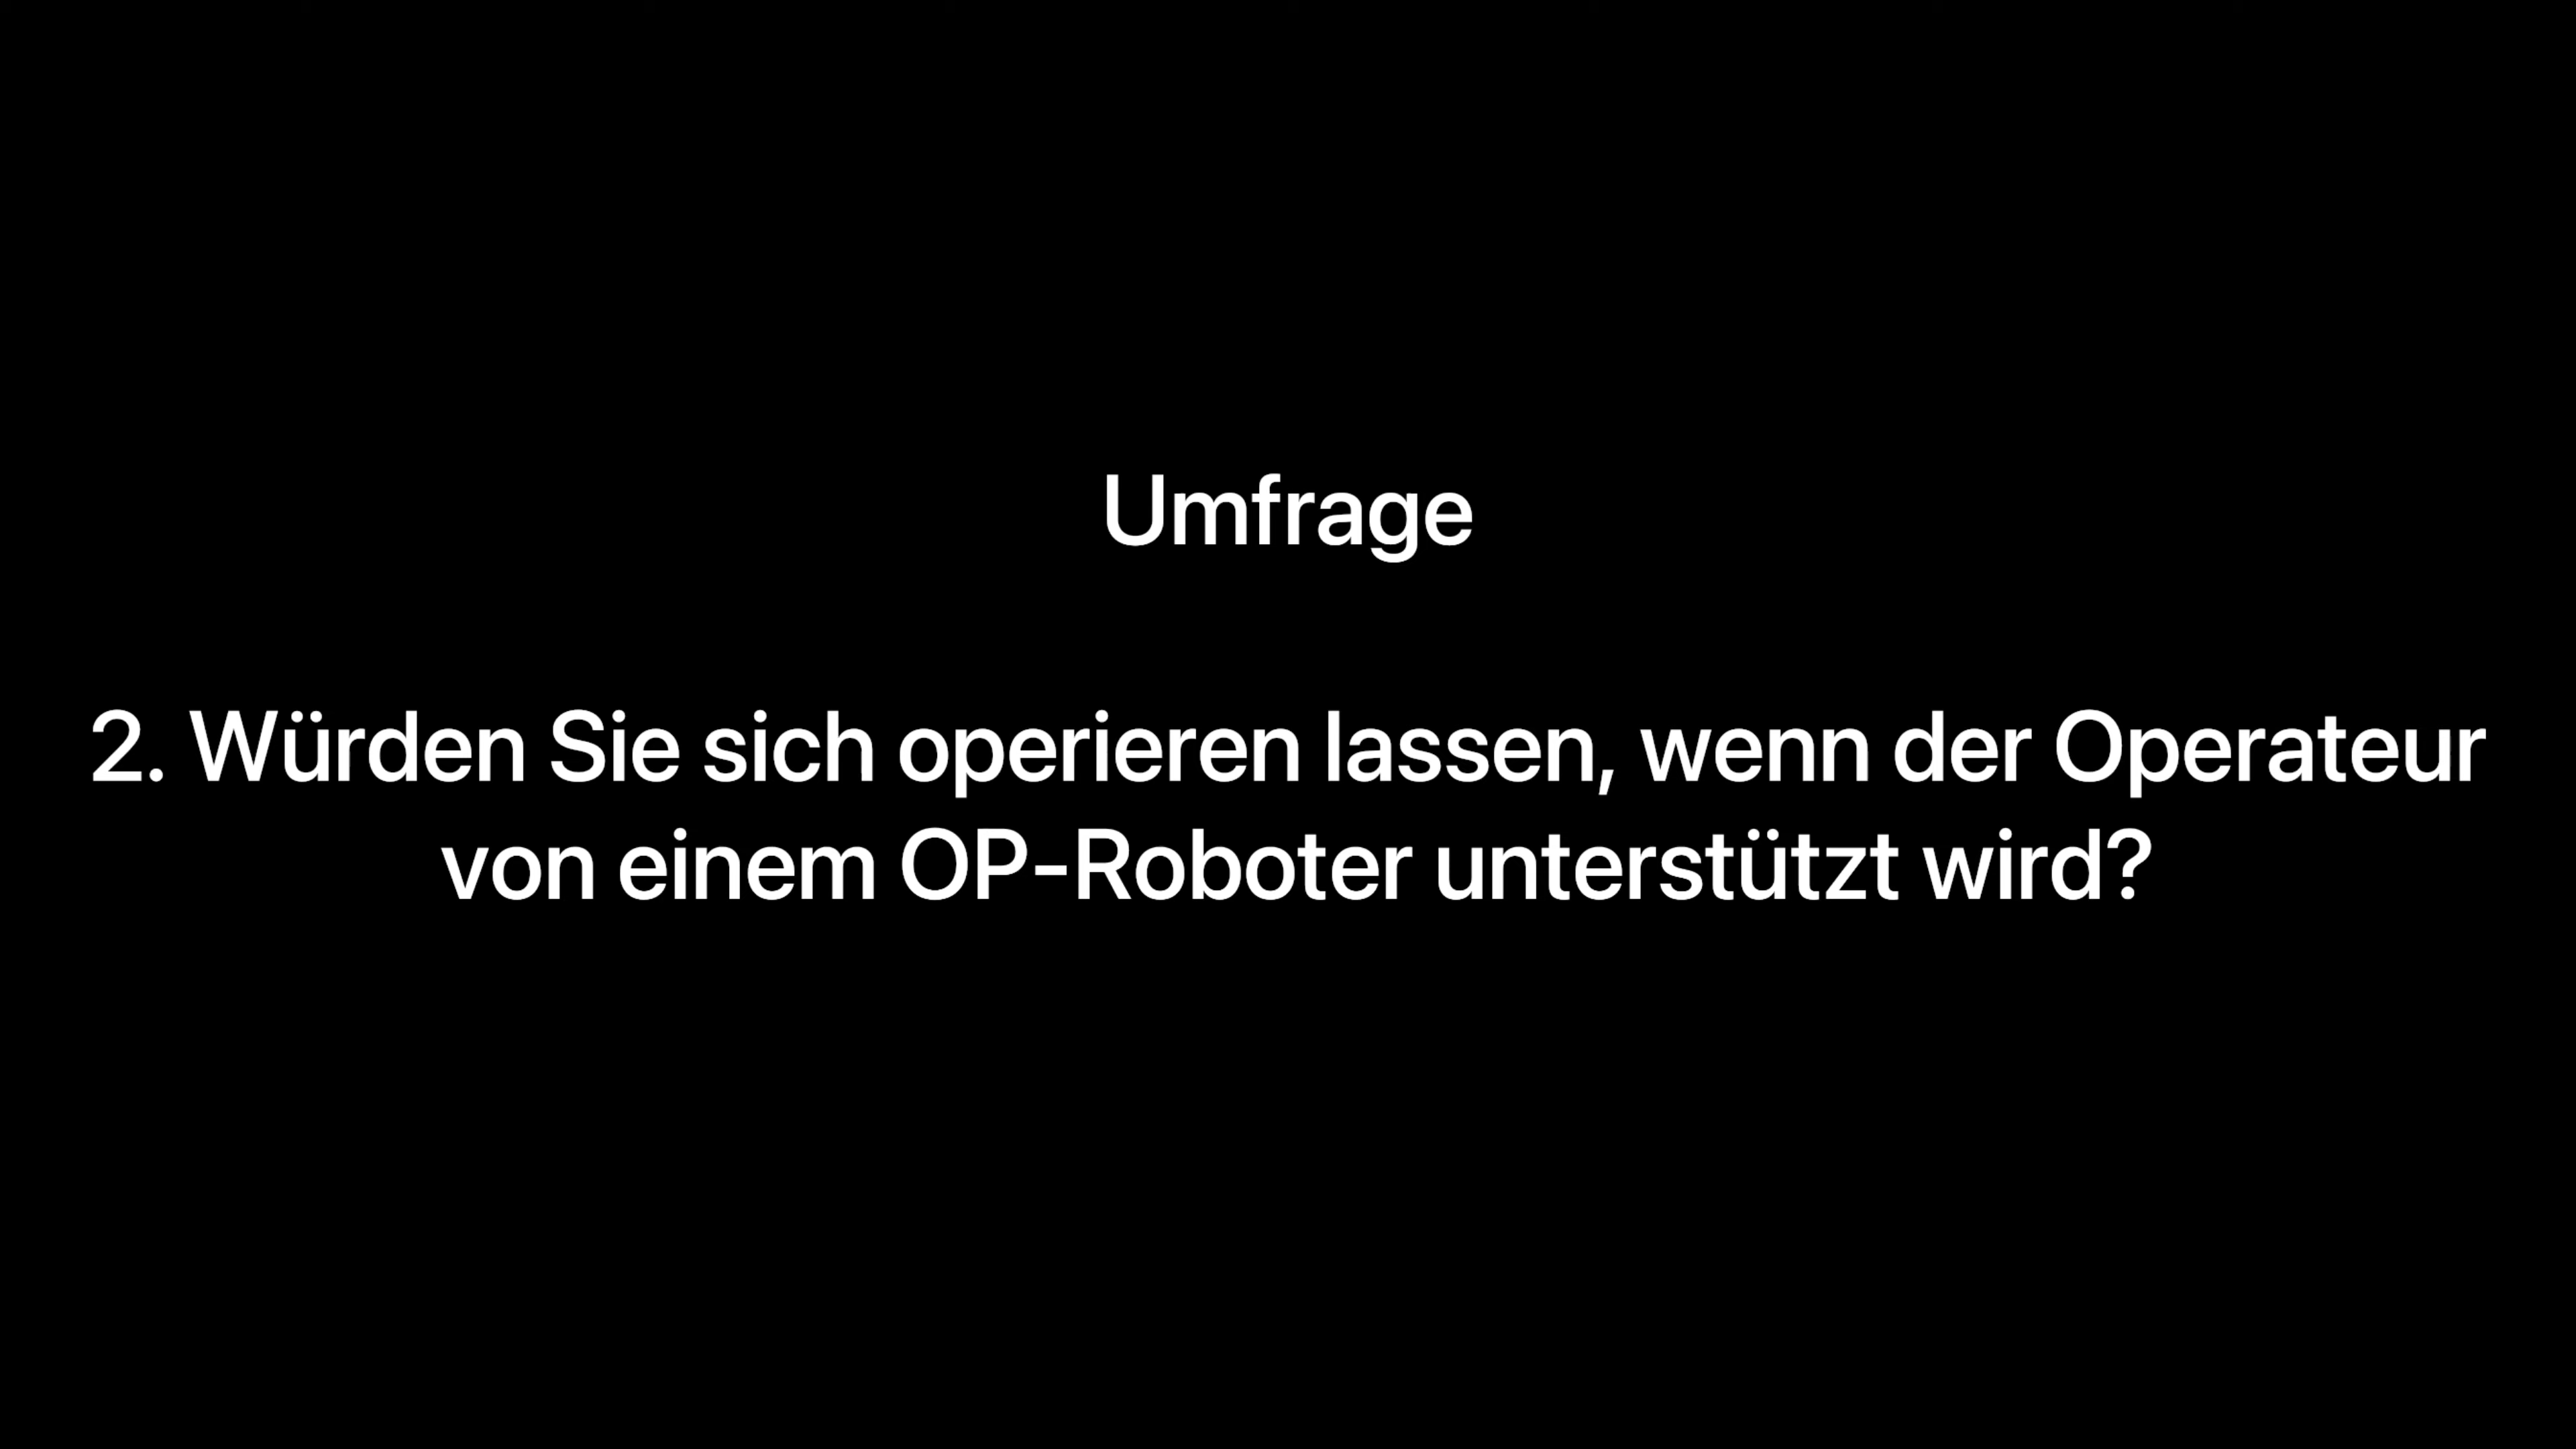 Umfrage
2. Würden Sie sich operieren lassen, wenn der Operateur
von einem OP-Roboter unterstützt wird?